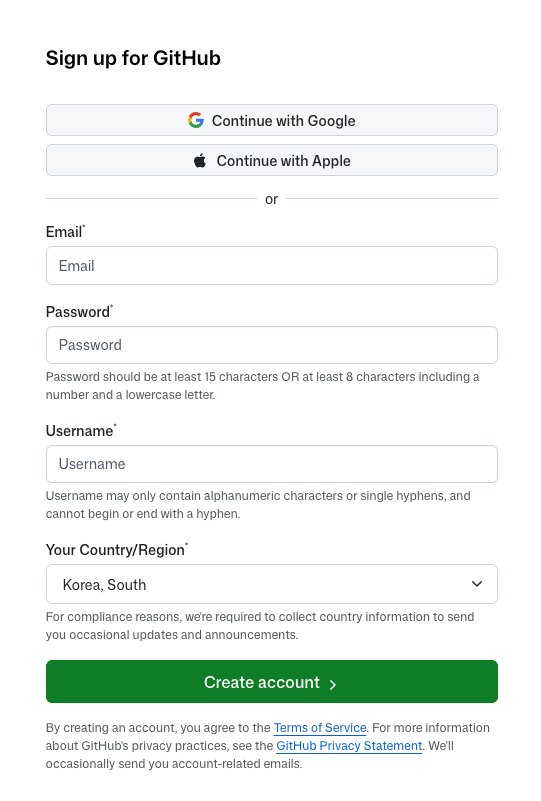 Sign up for GitHub
Continue with Google
Continue with Apple
or
Email*
Email
Password*
Password
Password should be at least 15 characters OR at least 8 characters including a
number and a lowercase letter.
Username*
Username
Username may only contain alphanumeric characters or single hyphens, and
cannot begin or end with a hyphen.
Your Country/Region*
Korea, South
For compliance reasons, we're required to collect country information to send
you occasional updates and announcements.
Create account
By creating an account, you agree to the Terms of Service. For more information
about GitHub's privacy practices, see the GitHub Privacy Statement. We'll
occasionally send you account-related emails.